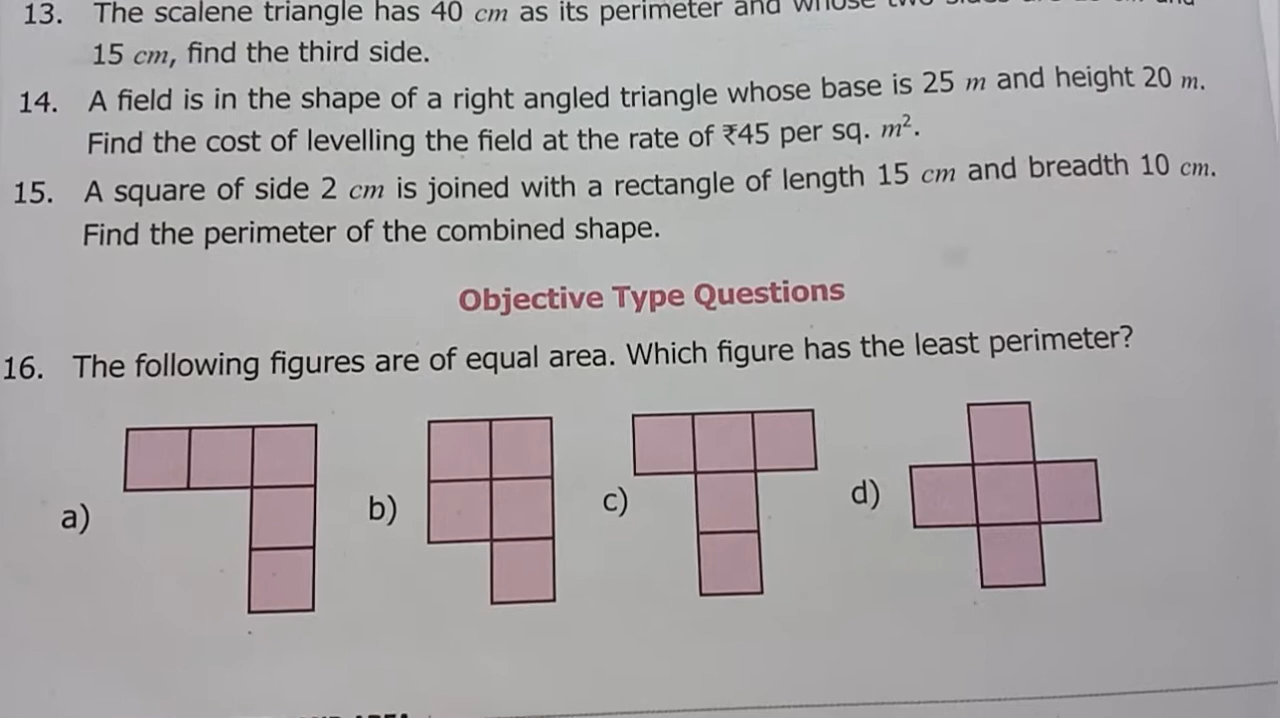 13. The scalene triangle has 40 cm as its perimeter and whose two sides are
15 cm, find the third side.
14. A field is in the shape of a right angled triangle whose base is 25 m and height 20 m.
Find the cost of levelling the field at the rate of ₹45 per sq. m².
15. A square of side 2 cm is joined with a rectangle of length 15 cm and breadth 10 cm.
Find the perimeter of the combined shape.
Objective Type Questions
16. The following figures are of equal area. Which figure has the least perimeter?
a) b) c) d)